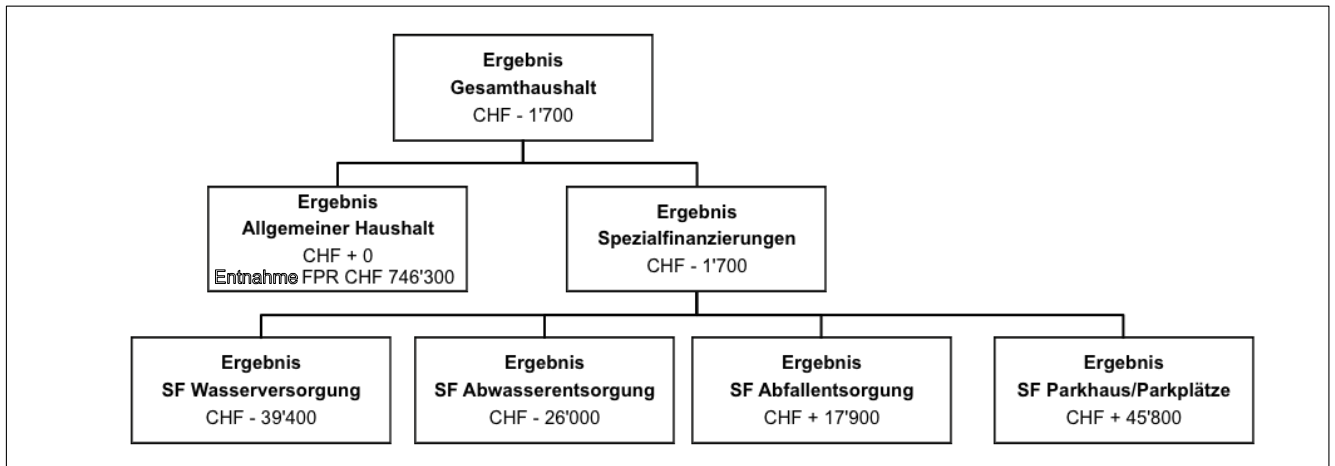 Ergebnis
Gesamthaushalt
CHF - 1'700
Ergebnis
Allgemeiner Haushalt
CHF + 0
Entnahme FPR CHF 746'300
Ergebnis
Spezialfinanzierungen
CHF - 1'700
Ergebnis
SF Wasserversorgung
CHF - 39'400
Ergebnis
SF Abwasserentsorgung
CHF - 26'000
Ergebnis
SF Abfallentsorgung
CHF + 17'900
Ergebnis
SF Parkhaus/Parkplätze
CHF + 45'800